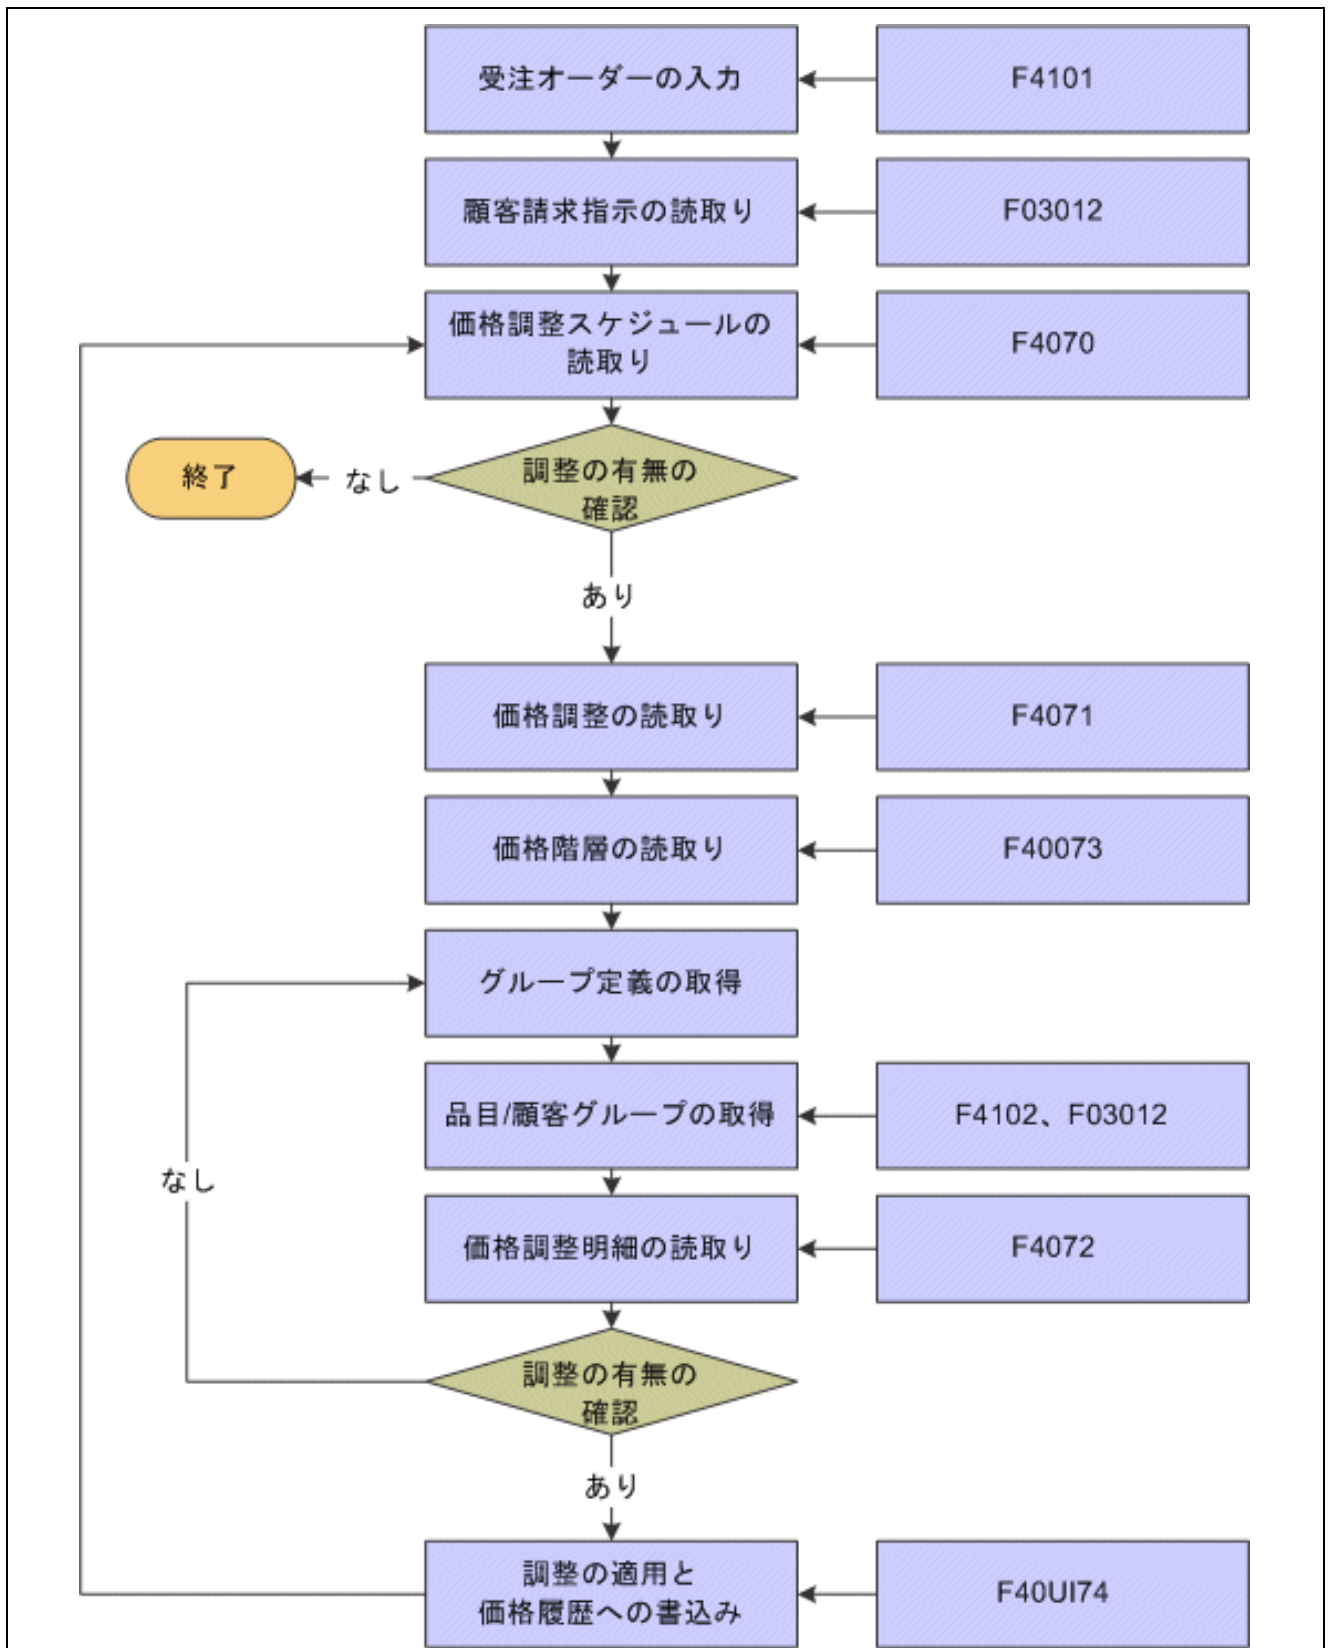 受注オーダーの入力
F4101
顧客請求指示の読取り
F03012
価格調整スケジュールの
読取り
F4070
終了
なし
調整の有無の
確認
あり
価格調整の読取り
F4071
価格階層の読取り
F40073
グループ定義の取得
品目/顧客グループの取得
F4102、F03012
なし
価格調整明細の読取り
F4072
調整の有無の
確認
あり
調整の適用と
価格履歴への書込み
F40UI74